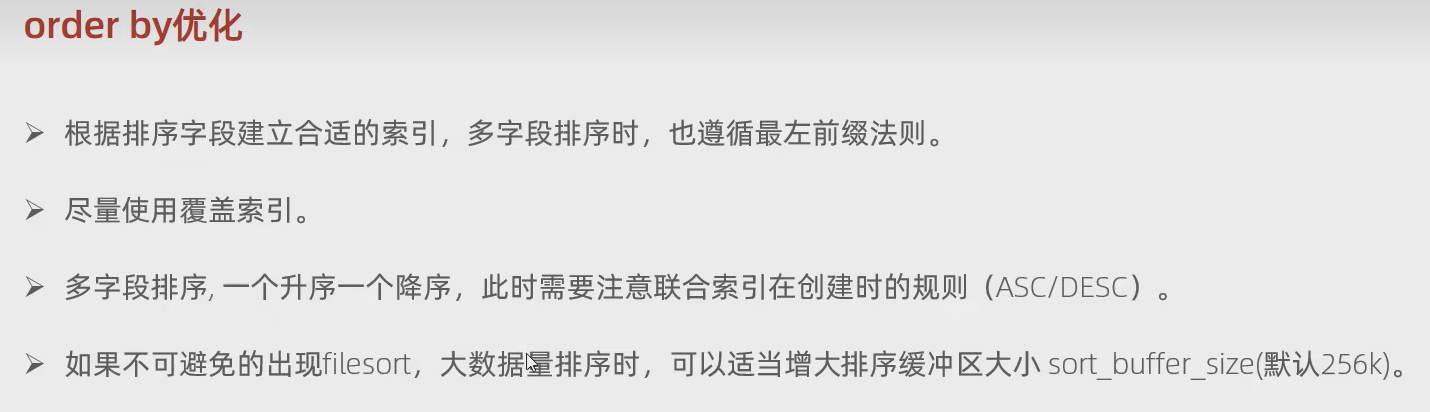 order by优化
根据排序字段建立合适的索引，多字段排序时，也遵循最左前缀法则。
尽量使用覆盖索引。
多字段排序, 一个升序一个降序，此时需要注意联合索引在创建时的规则（ASC/DESC）。
如果不可避免的出现filesort，大数据量排序时，可以适当增大排序缓冲区大小 sort_buffer_size(默认256k)。